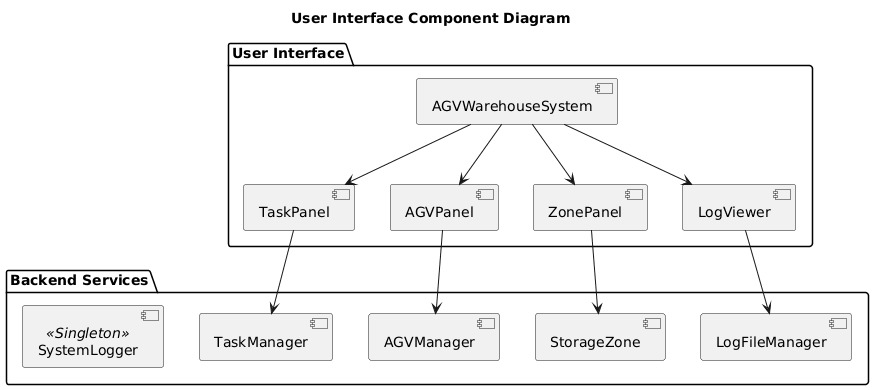 User Interface Component Diagram
User Interface
AGVWarehouseSystem
TaskPanel
AGVPanel
ZonePanel
LogViewer
Backend Services
«Singleton»
SystemLogger
TaskManager
AGVManager
StorageZone
LogFileManager